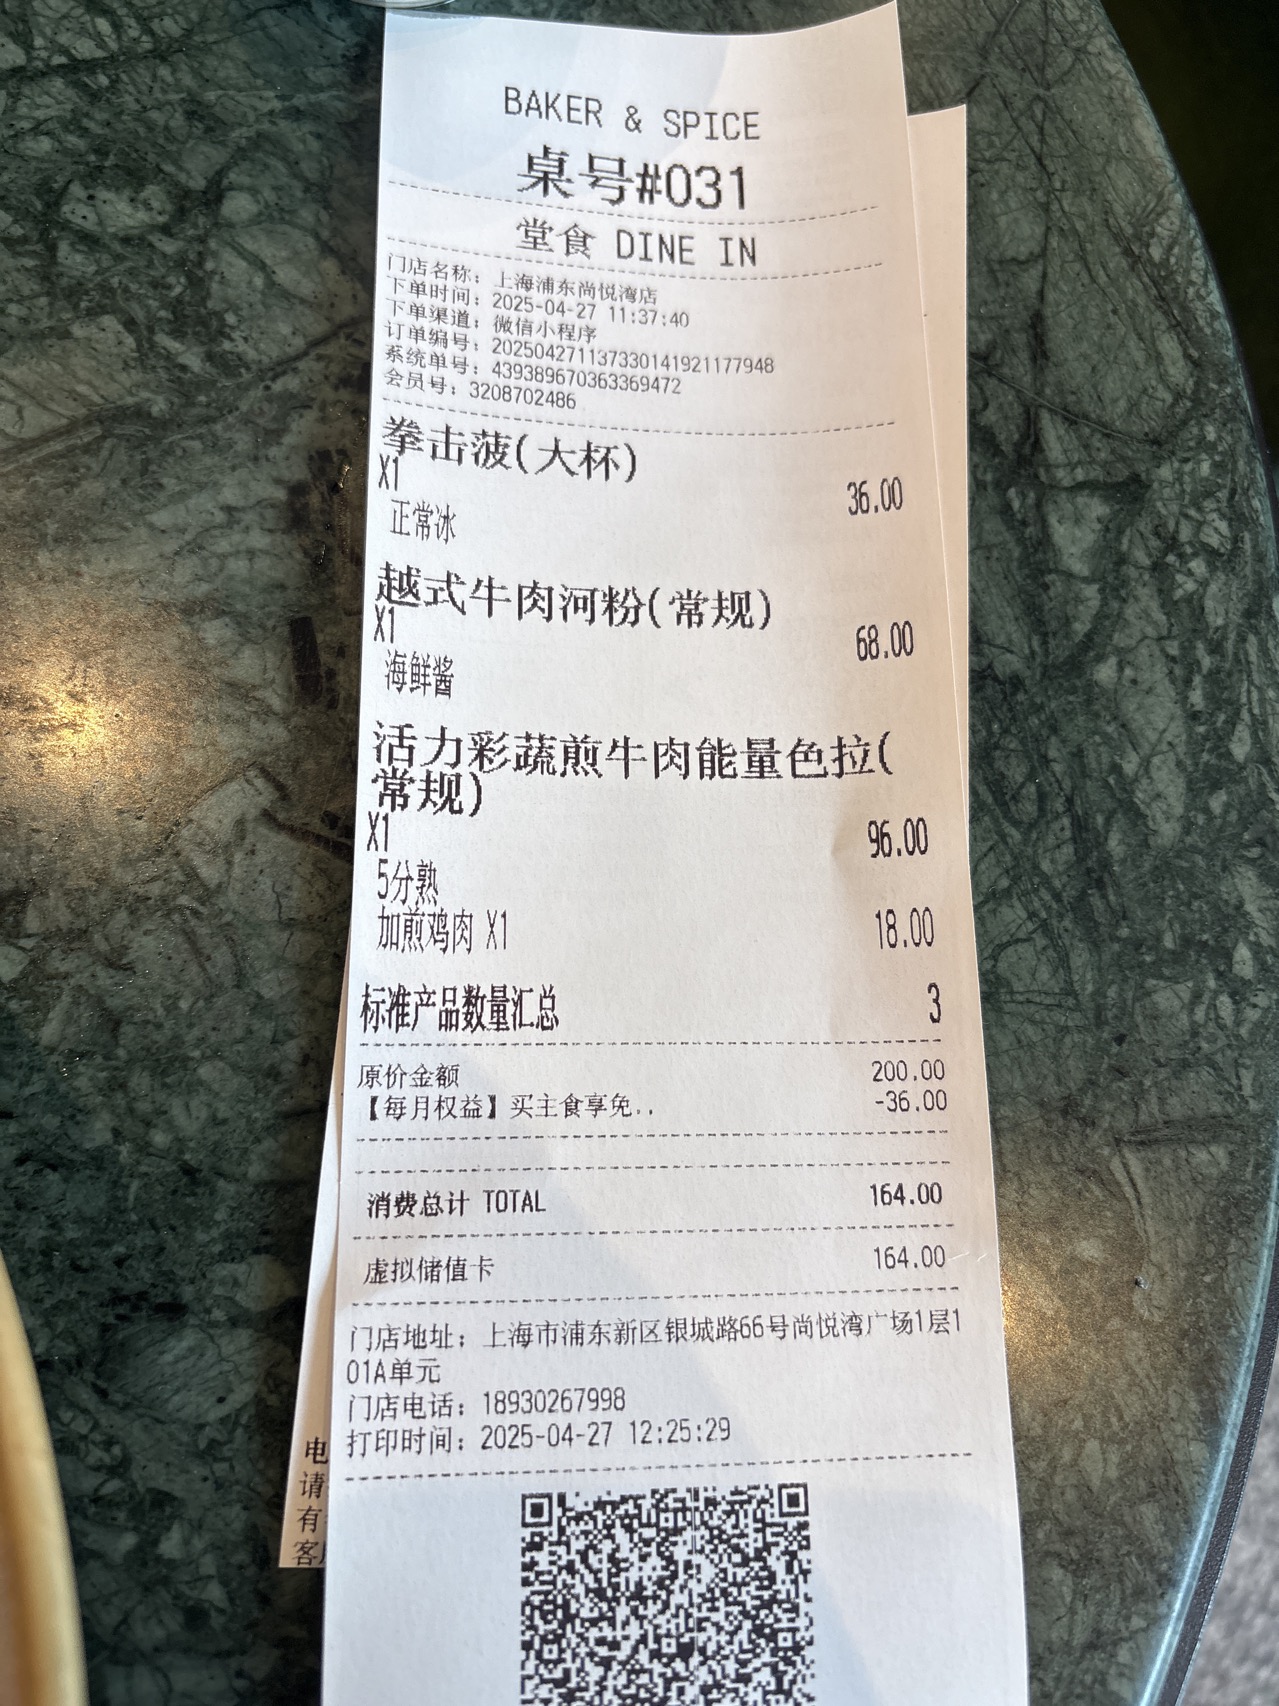 BAKER & SPICE
桌号#031
堂食 DINE IN
门店名称：上海浦东尚悦湾店
下单时间：2025-04-27 11:37:40
下单渠道：微信小程序
订单编号：202504271137330141921177948
系统单号：439389670363369472
会员号：3208702486
拳击菠(大杯)
X1 36.00
正常冰
越式牛肉河粉(常规)
X1 68.00
海鲜酱
活力彩蔬煎牛肉能量色拉(
常规)
X1 96.00
5分熟
加煎鸡肉 X1 18.00
标准产品数量汇总 3
原价金额 200.00
【每月权益】买主食享免.. -36.00
消费总计 TOTAL 164.00
虚拟储值卡 164.00
门店地址：上海市浦东新区银城路66号尚悦湾广场1层1
01A单元
门店电话：18930267998
打印时间：2025-04-27 12:25:29
电
请
有
客